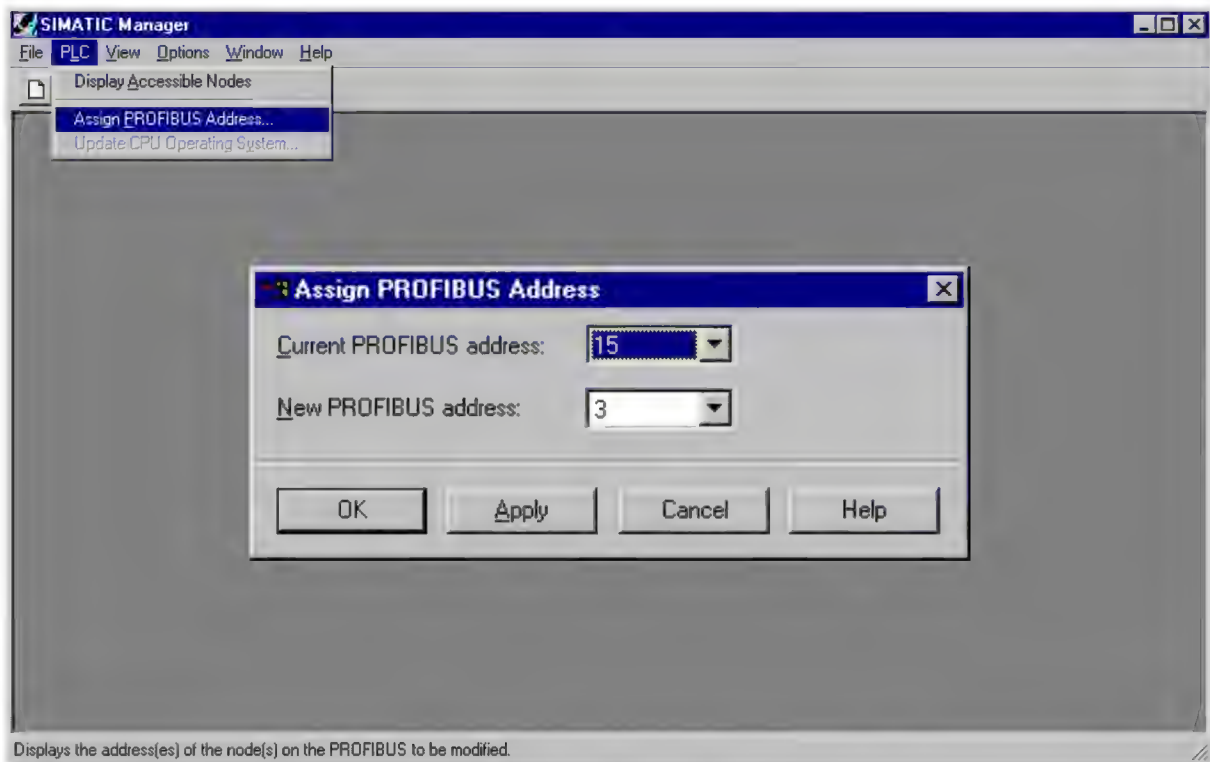 SIMATIC Manager
File PLC View Options Window Help
Display Accessible Nodes
Assign PROFIBUS Address...
Update CPU Operating System...
Assign PROFIBUS Address
Current PROFIBUS address: 15
New PROFIBUS address: 3
OK Apply Cancel Help
Displays the address(es) of the node(s) on the PROFIBUS to be modified.